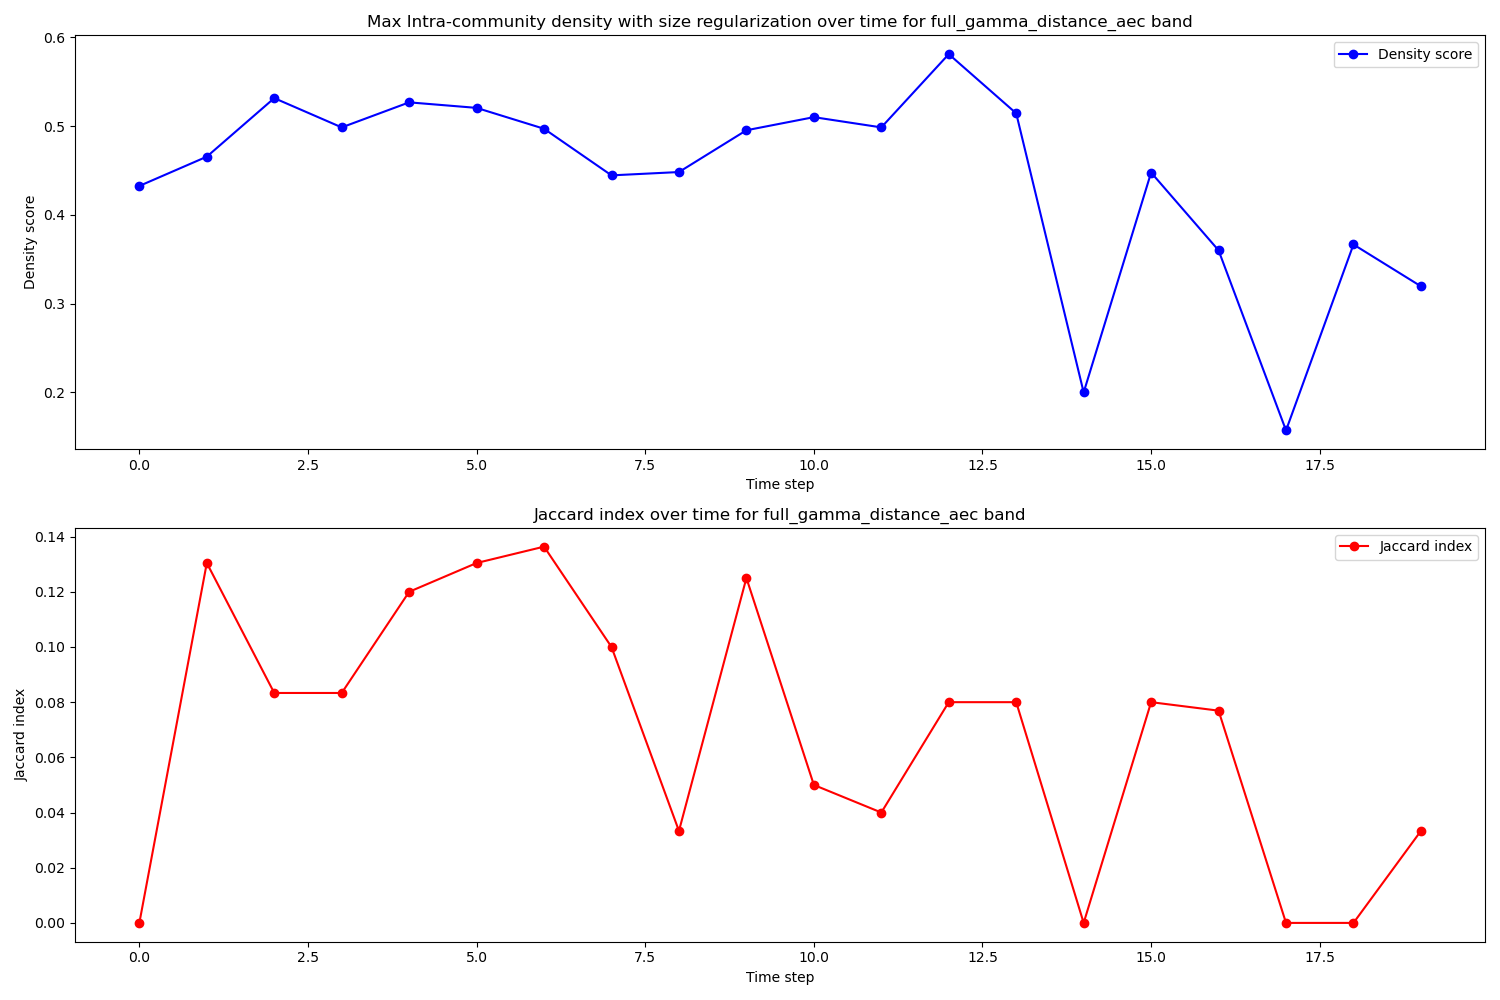 Max Intra-community density with size regularization over time for full_gamma_distance_aec band
Density score
0.6
0.5
0.4
0.3
0.2
Density score
0.0 2.5 5.0 7.5 10.0 12.5 15.0 17.5
Time step
Jaccard index over time for full_gamma_distance_aec band
Jaccard index
0.14
0.12
0.10
0.08
0.06
0.04
0.02
0.00
Jaccard index
0.0 2.5 5.0 7.5 10.0 12.5 15.0 17.5
Time step